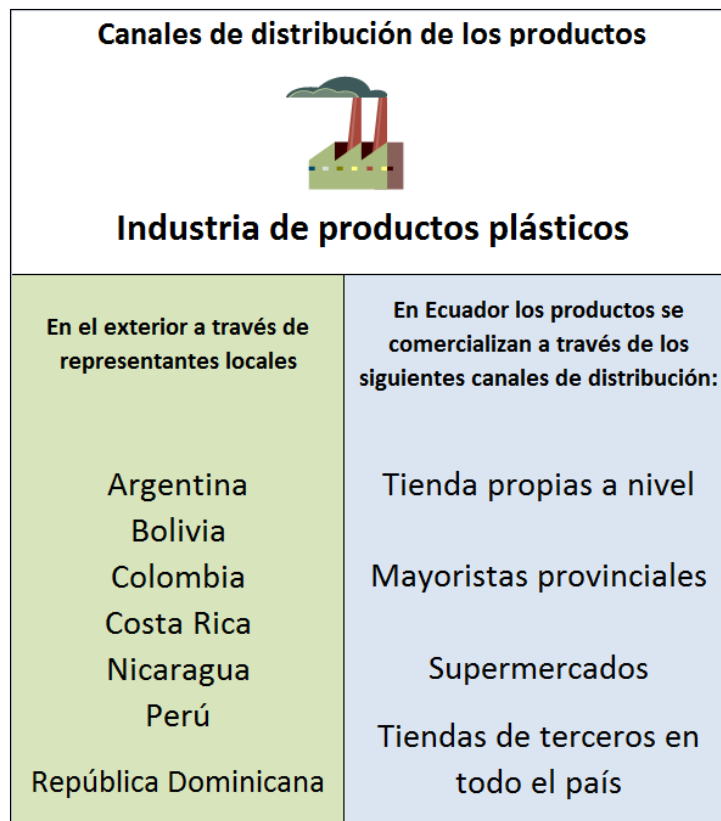 Canales de distribución de los productos
Industria de productos plásticos
En el exterior a través de
representantes locales
Argentina
Bolivia
Colombia
Costa Rica
Nicaragua
Perú
República Dominicana
En Ecuador los productos se
comercializan a través de los
siguientes canales de distribución:
Tienda propias a nivel
Mayoristas provinciales
Supermercados
Tiendas de terceros en
todo el país